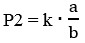 P2 = k · a/b